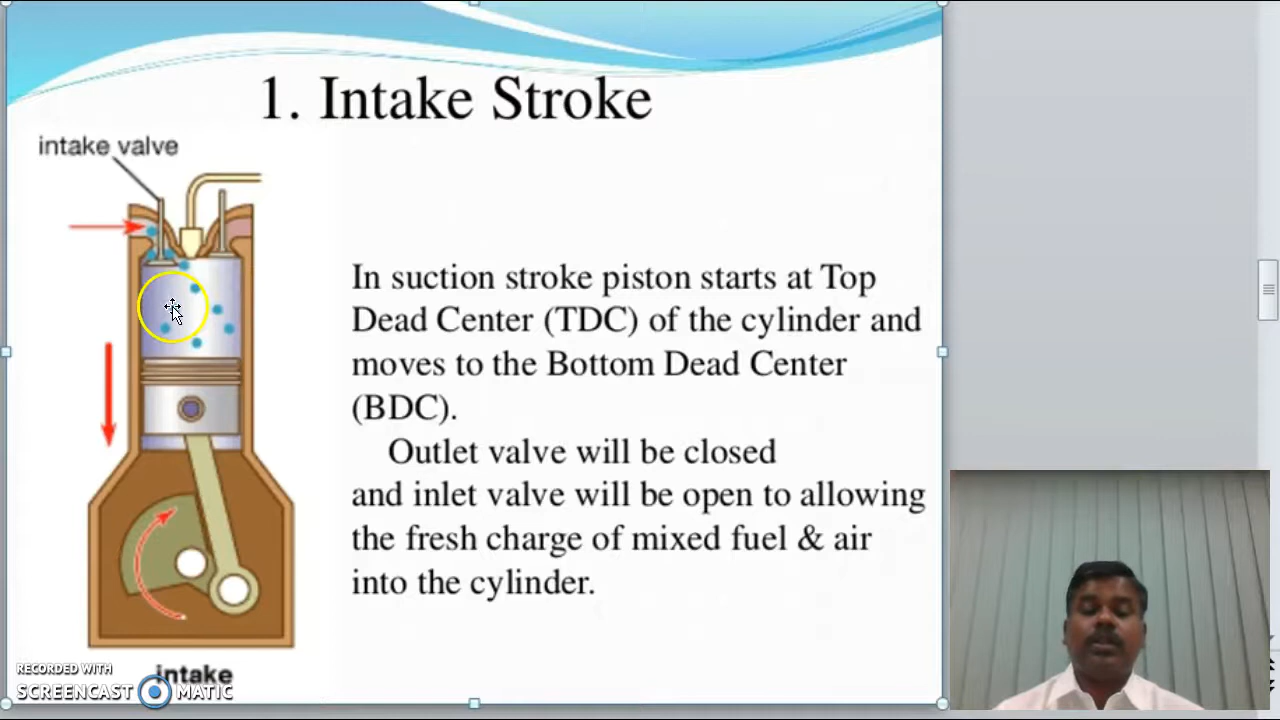 1. Intake Stroke
intake valve
In suction stroke piston starts at Top
Dead Center (TDC) of the cylinder and
moves to the Bottom Dead Center
(BDC).
Outlet valve will be closed
and inlet valve will be open to allowing
the fresh charge of mixed fuel & air
into the cylinder.
intake
RECORDED WITH
SCREENCAST MATIC